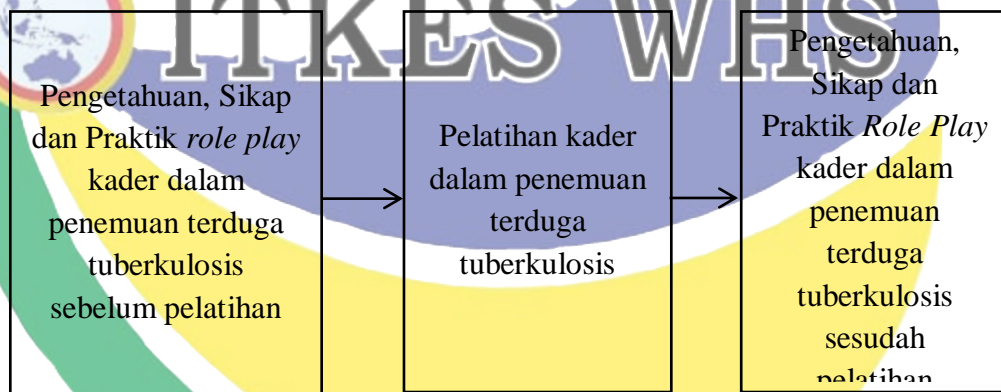 ITKES WHS
Pengetahuan, Sikap
dan Praktik role play
kader dalam
penemuan terduga
tuberkulosis
sebelum pelatihan
Pelatihan kader
dalam penemuan
terduga
tuberkulosis
Pengetahuan,
Sikap dan
Praktik Role Play
kader dalam
penemuan
terduga
tuberkulosis
sesudah
pelatihan